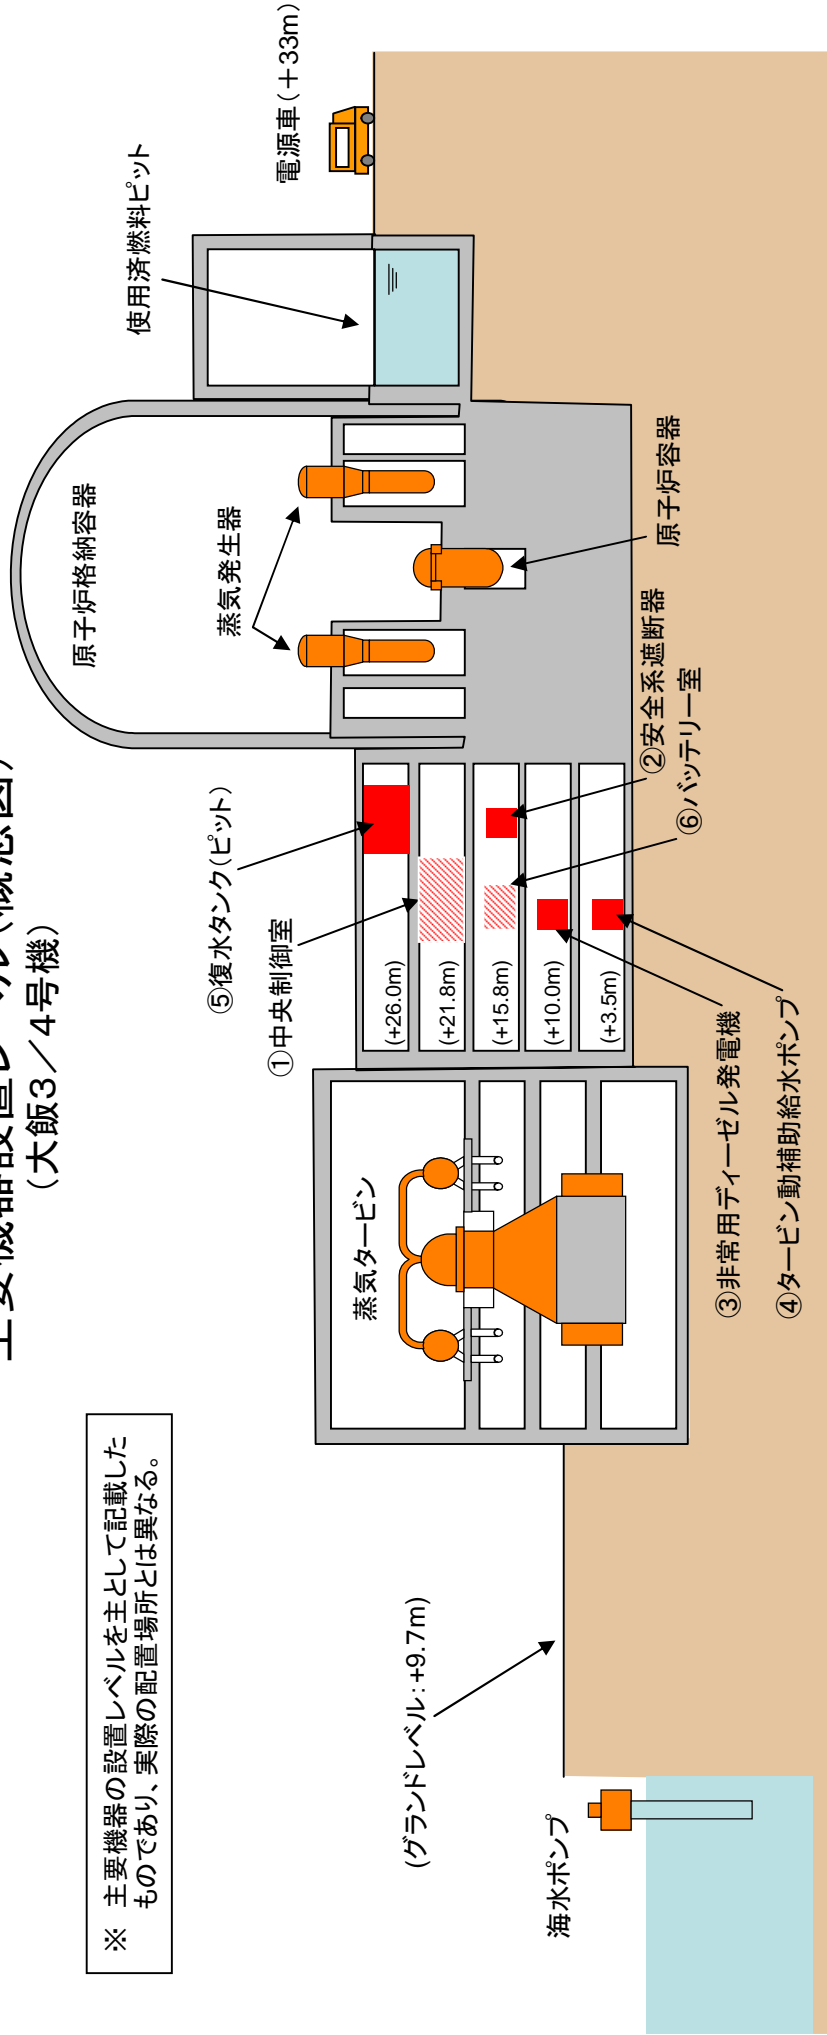 主要機器設置レベル(概念図)
(大飯3/4号機)
※ 主要機器の設置レベルを主として記載した
ものであり、実際の配置場所とは異なる。
原子炉格納容器
使用済燃料ピット
電源車(+33m)
蒸気発生器
原子炉容器
⑤復水タンク(ピット)
①中央制御室
(+26.0m)
(+21.8m)
(+15.8m)
(+10.0m)
(+3.5m)
②安全系遮断器
⑥バッテリー室
③非常用ディーゼル発電機
④タービン動補助給水ポンプ
蒸気タービン
(グランドレベル:+9.7m)
海水ポンプ